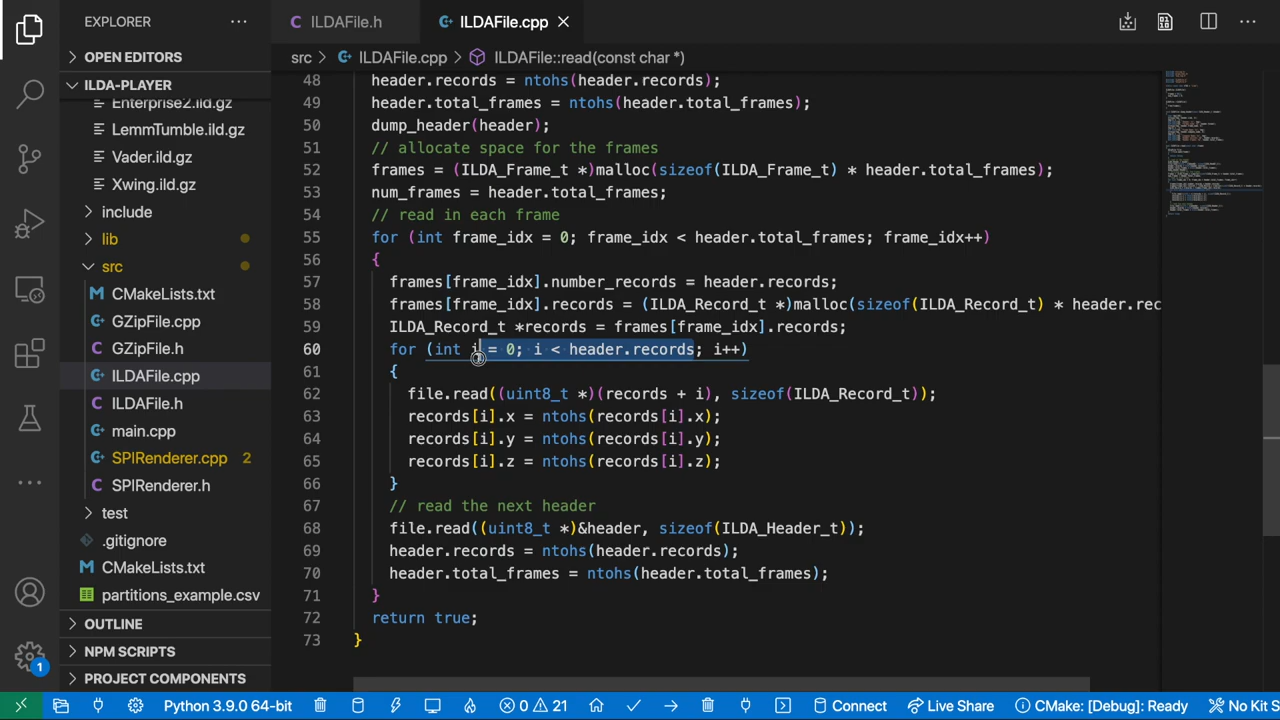 EXPLORER
ILDAFile.h
ILDAFile.cpp
OPEN EDITORS
src > ILDAFile.cpp > ILDAFile::read(const char *)
ILDA-PLAYER
Enterprise2.ild.gz
LemmTumble.ild.gz
Vader.ild.gz
Xwing.ild.gz
include
lib
src
CMakeLists.txt
GZipFile.cpp
GZipFile.h
ILDAFile.cpp
ILDAFile.h
main.cpp
SPIRenderer.cpp 2
SPIRenderer.h
test
.gitignore
CMakeLists.txt
partitions_example.csv
OUTLINE
NPM SCRIPTS
PROJECT COMPONENTS
1
48 header.records = ntohs(header.records);
49 header.total_frames = ntohs(header.total_frames);
50 dump_header(header);
51 // allocate space for the frames
52 frames = (ILDA_Frame_t *)malloc(sizeof(ILDA_Frame_t) * header.total_frames);
53 num_frames = header.total_frames;
54 // read in each frame
55 for (int frame_idx = 0; frame_idx < header.total_frames; frame_idx++)
56 {
57 frames[frame_idx].number_records = header.records;
58 frames[frame_idx].records = (ILDA_Record_t *)malloc(sizeof(ILDA_Record_t) * header.rec
59 ILDA_Record_t *records = frames[frame_idx].records;
60 for (int i = 0; i < header.records; i++)
61 {
62 file.read((uint8_t *)(records + i), sizeof(ILDA_Record_t));
63 records[i].x = ntohs(records[i].x);
64 records[i].y = ntohs(records[i].y);
65 records[i].z = ntohs(records[i].z);
66 }
67 // read the next header
68 file.read((uint8_t *)&header, sizeof(ILDA_Header_t));
69 header.records = ntohs(header.records);
70 header.total_frames = ntohs(header.total_frames);
71 }
72 return true;
73 }
Python 3.9.0 64-bit 0 21 Connect Live Share CMake: [Debug]: Ready No Kit S